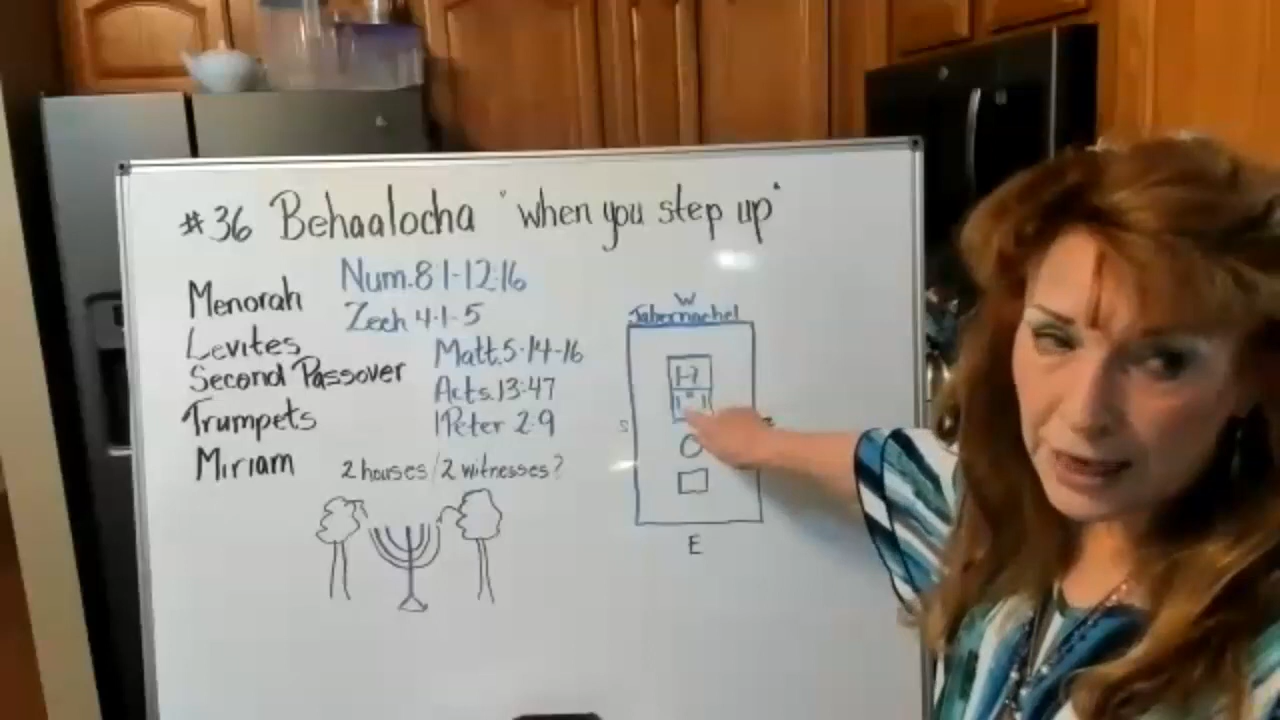 #36 Behaalocha "when you step up"
Menorah Num.8:1-12:16
Zech 4:1-5
Levites Matt.5:14-16
Second Passover Acts.13:47
Trumpets 1Peter 2:9
Miriam 2 houses/2 witnesses?
W
Tabernachel
S
E